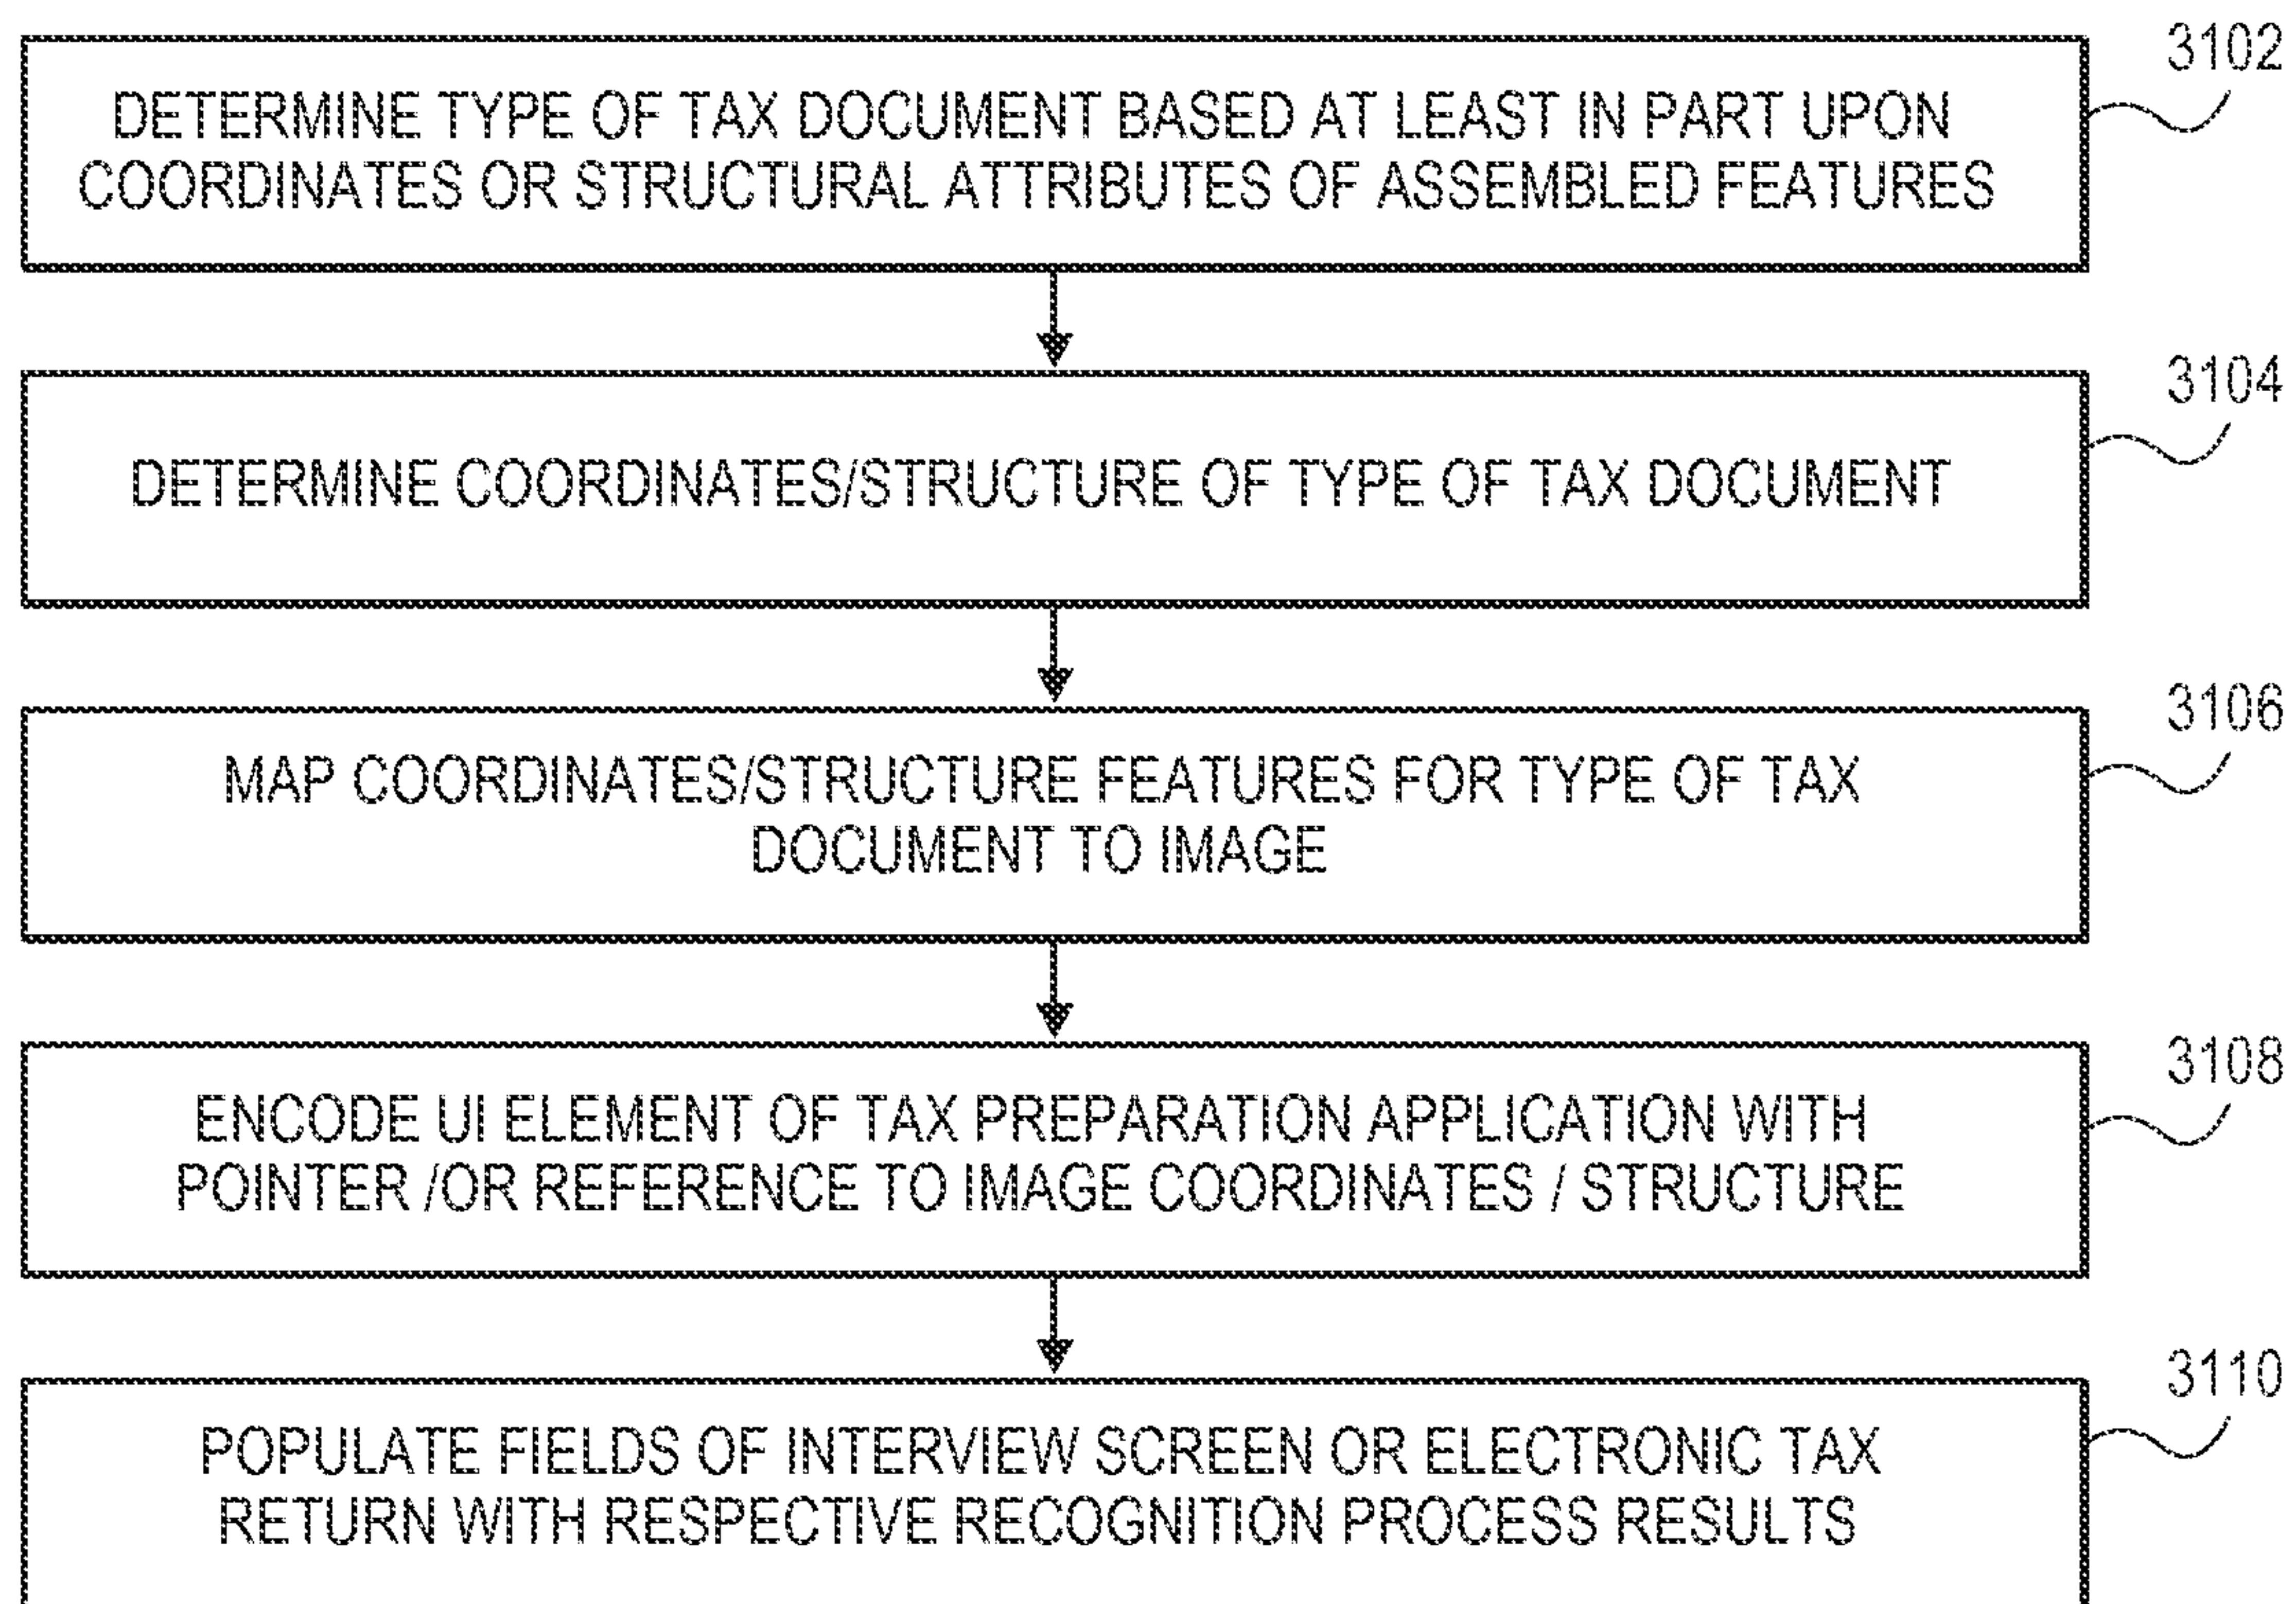 3102
DETERMINE TYPE OF TAX DOCUMENT BASED AT LEAST IN PART UPON
COORDINATES OR STRUCTURAL ATTRIBUTES OF ASSEMBLED FEATURES
3104
DETERMINE COORDINATES/STRUCTURE OF TYPE OF TAX DOCUMENT
3106
MAP COORDINATES/STRUCTURE FEATURES FOR TYPE OF TAX
DOCUMENT TO IMAGE
3108
ENCODE UI ELEMENT OF TAX PREPARATION APPLICATION WITH
POINTER /OR REFERENCE TO IMAGE COORDINATES / STRUCTURE
3110
POPULATE FIELDS OF INTERVIEW SCREEN OR ELECTRONIC TAX
RETURN WITH RESPECTIVE RECOGNITION PROCESS RESULTS